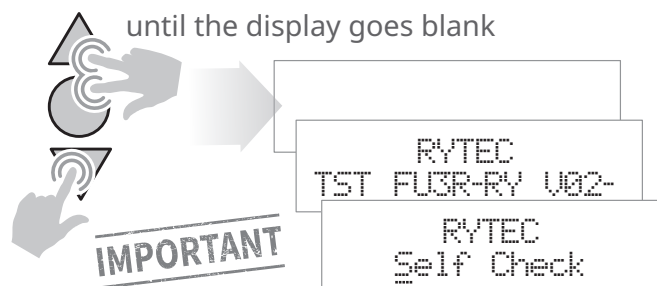 until the display goes blank
RYTEC
TST FU3R-RY V02-
RYTEC
Self Check
IMPORTANT